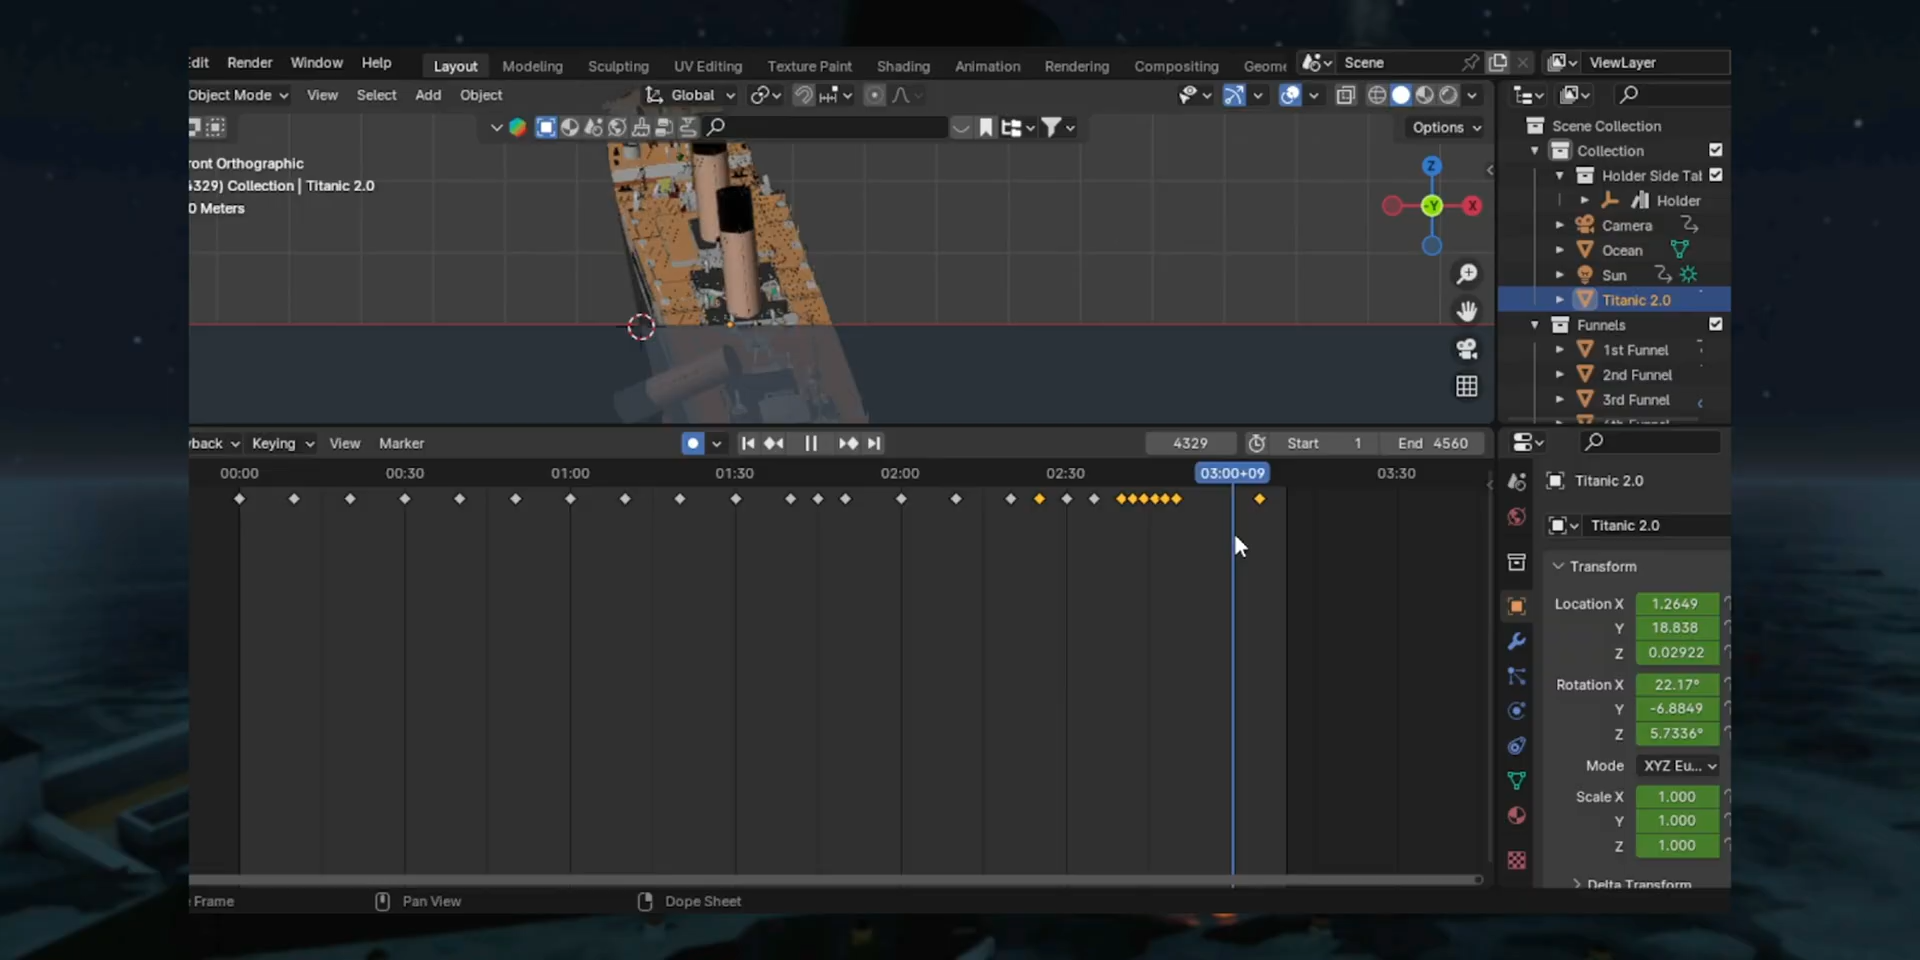 dit Render Window Help Layout Modeling Sculpting UV Editing Texture Paint Shading Animation Rendering Compositing Geome Scene ViewLayer
Object Mode View Select Add Object Global
Options
ront Orthographic
4329) Collection | Titanic 2.0
0 Meters
Z
-Y
X
Scene Collection
Collection
Holder Side Tal
Holder
Camera
Ocean
Sun
Titanic 2.0
Funnels
1st Funnel
2nd Funnel
3rd Funnel
yback Keying View Marker 4329 Start 1 End 4560
00:00 00:30 01:00 01:30 02:00 02:30 03:00+09 03:30
Titanic 2.0
Titanic 2.0
Transform
Location X 1.2649
Y 18.838
Z 0.02922
Rotation X 22.17°
Y -6.8849
Z 5.7336°
Mode XYZ Eu...
Scale X 1.000
Y 1.000
Z 1.000
Delta Transform
e Frame Pan View Dope Sheet